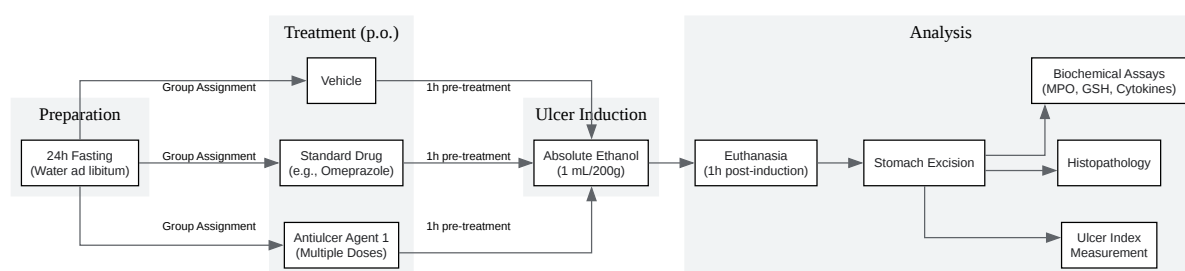 Treatment (p.o.)
Analysis
Vehicle
Group Assignment
1h pre-treatment
Biochemical Assays
(MPO, GSH, Cytokines)
Preparation
Ulcer Induction
24h Fasting
(Water ad libitum)
Group Assignment
Standard Drug
(e.g., Omeprazole)
1h pre-treatment
Absolute Ethanol
(1 mL/200g)
Euthanasia
(1h post-induction)
Stomach Excision
Histopathology
Group Assignment
Antiulcer Agent 1
(Multiple Doses)
1h pre-treatment
Ulcer Index
Measurement